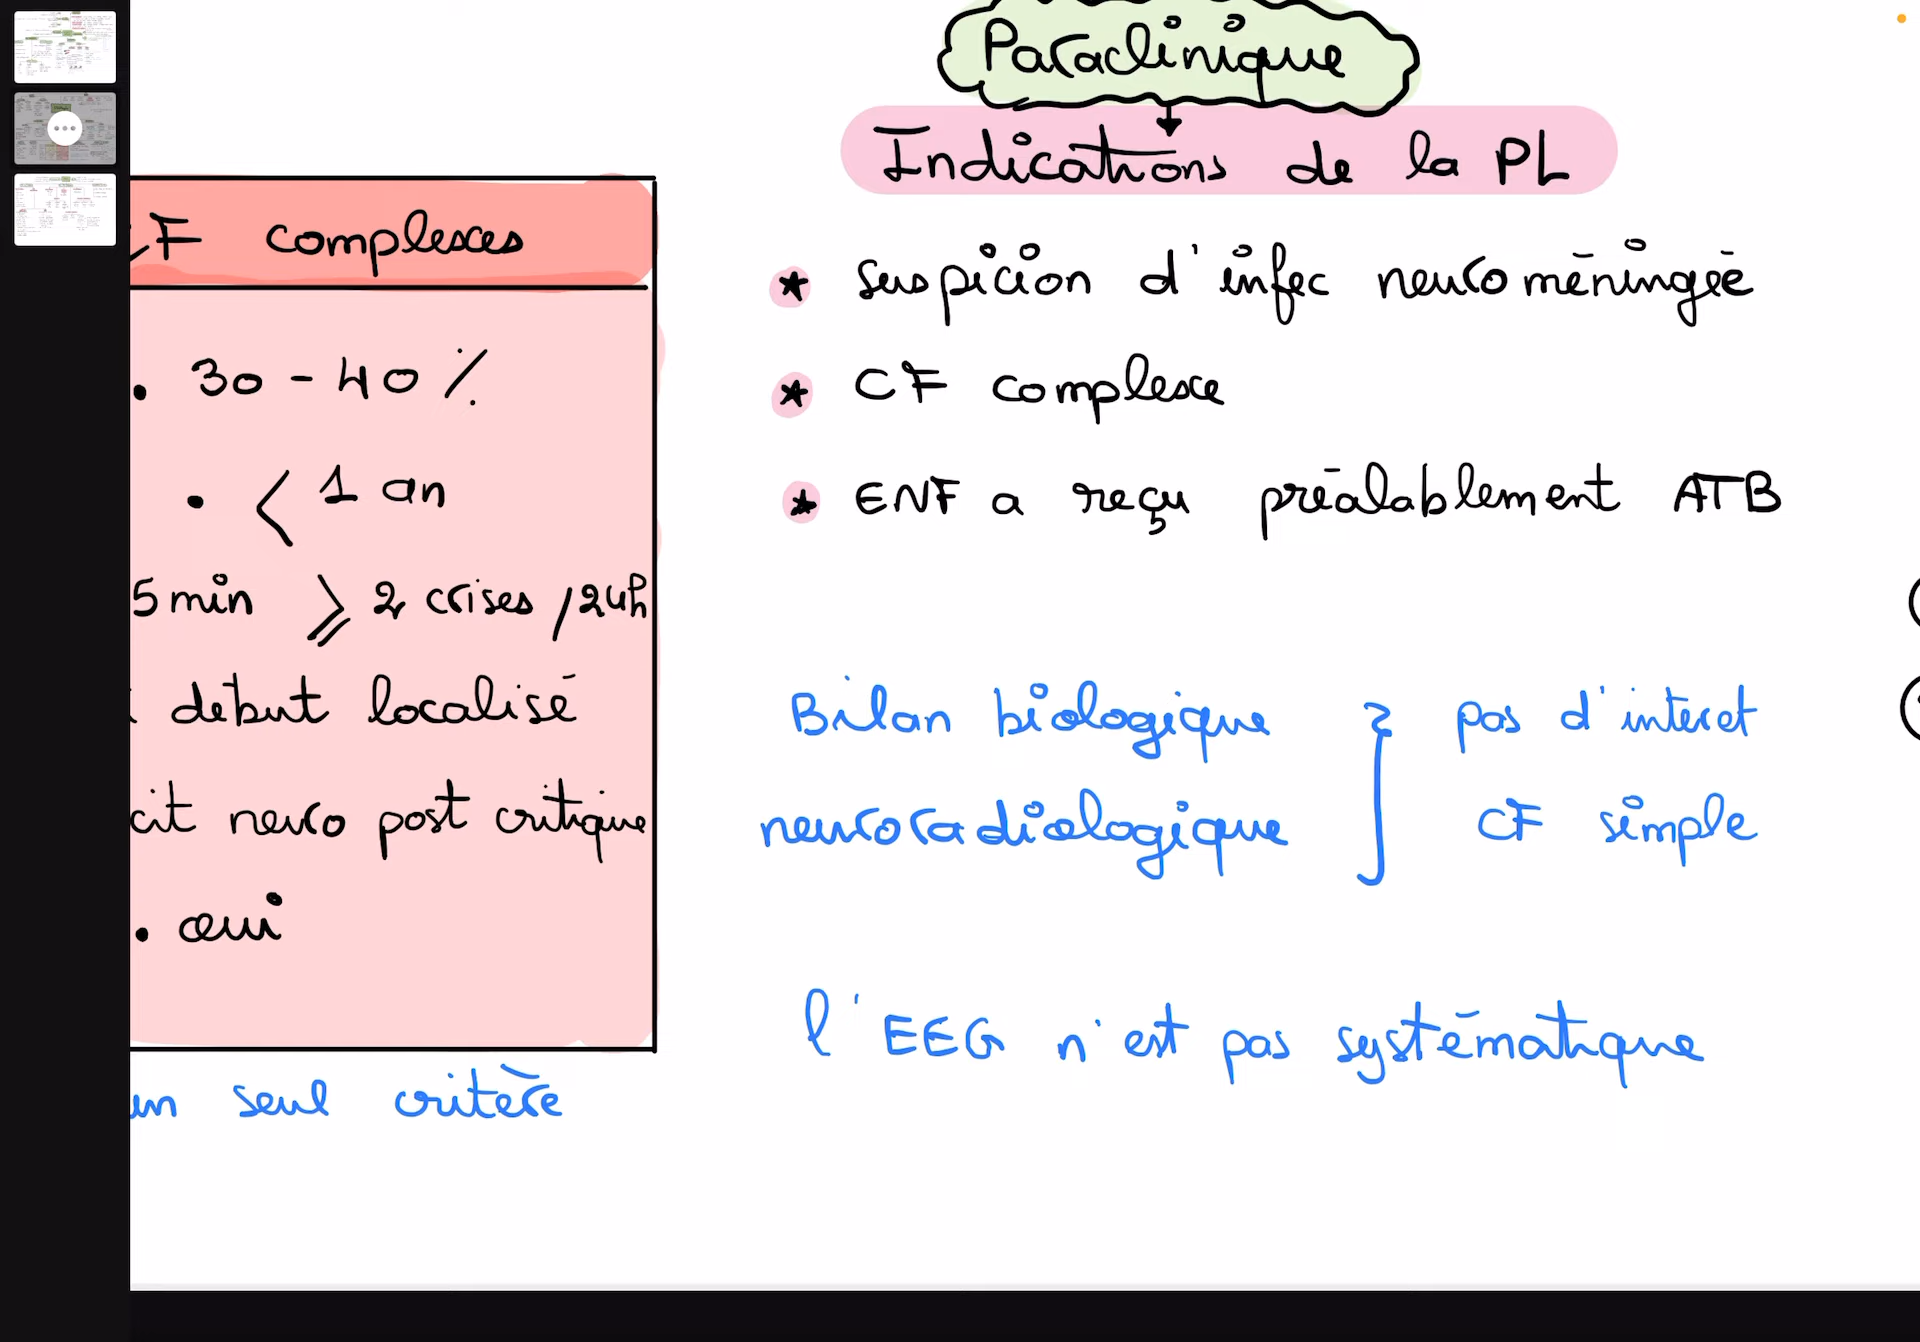 Paraclinique
Indications de la PL
* suspicion d'infec neuroméningée
* CF complexe
* ENF a reçu préalablement ATB
Bilan biologique
neuroradiologique
pas d'interet
CF simple
l'EEG n'est pas systématique
CF complexes
. 30 - 40 %
. < 1 an
5 min ⩾ 2 crises /24h
début localisé
cit neuro post critique
. oui
un seul critère